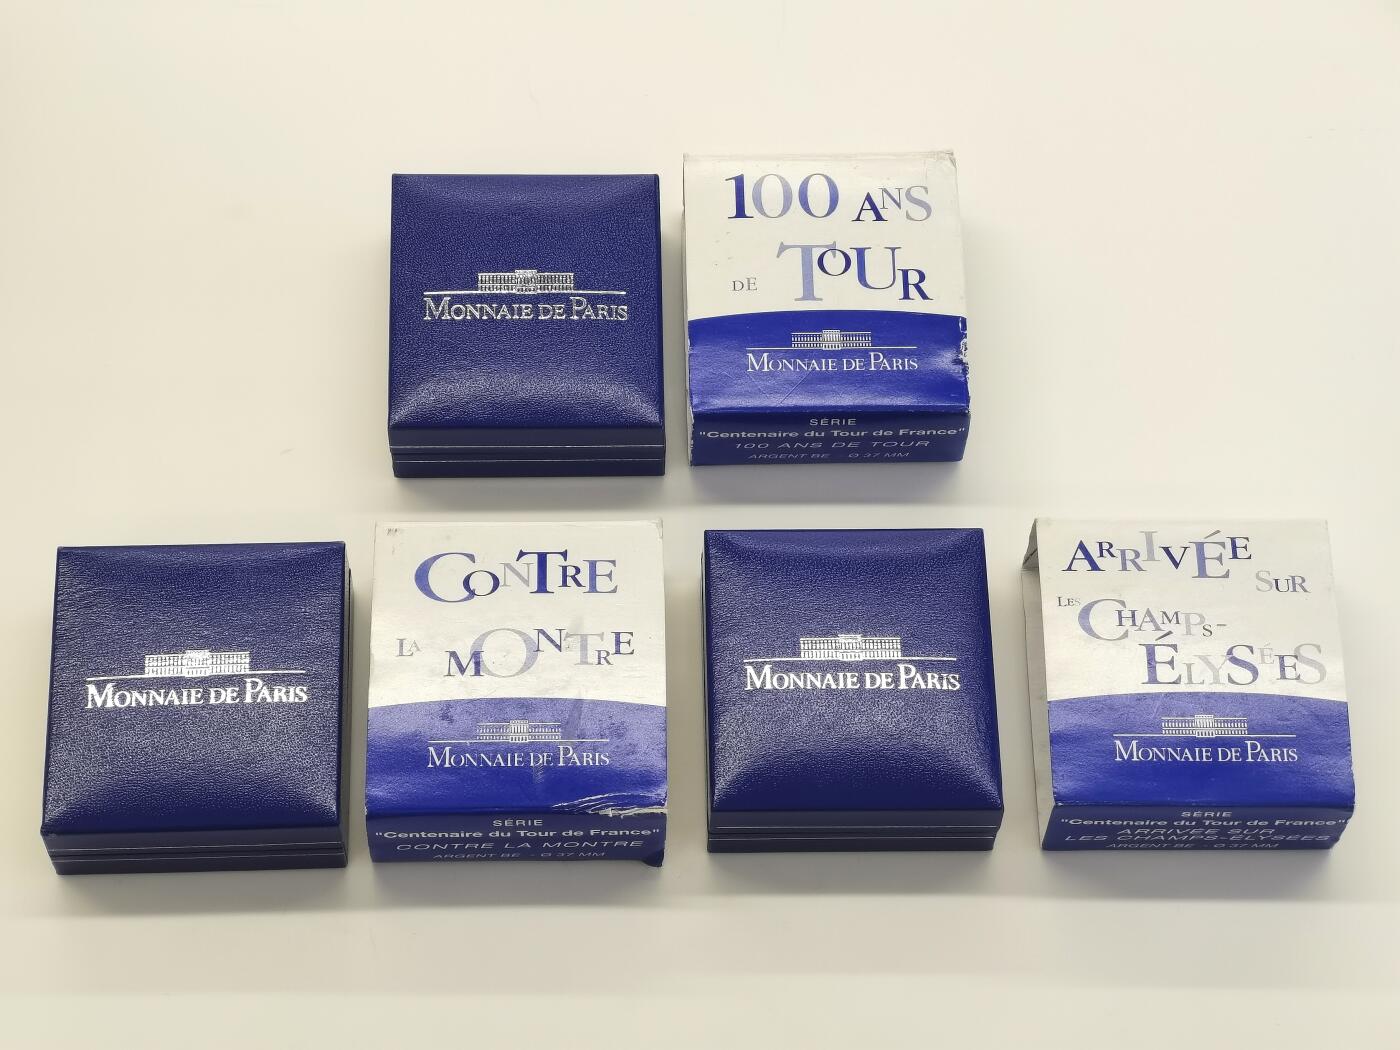 MONNAIE DE PARIS
100 ANS
DE TOUR
MONNAIE DE PARIS
SÉRIE
"Centenaire du Tour de France"
100 ANS DE TOUR
ARGENT BE - Ø 37 MM
MONNAIE DE PARIS
CONTRE
LA MONTRE
MONNAIE DE PARIS
SÉRIE
"Centenaire du Tour de France"
CONTRE LA MONTRE
ARGENT BE - Ø 37 MM
MONNAIE DE PARIS
ARRIVÉE
SUR
LES CHAMPS-
ÉLYSÉES
MONNAIE DE PARIS
SÉRIE
"Centenaire du Tour de France"
ARRIVÉE SUR
LES CHAMPS-ÉLYSÉES
ARGENT BE - Ø 37 MM